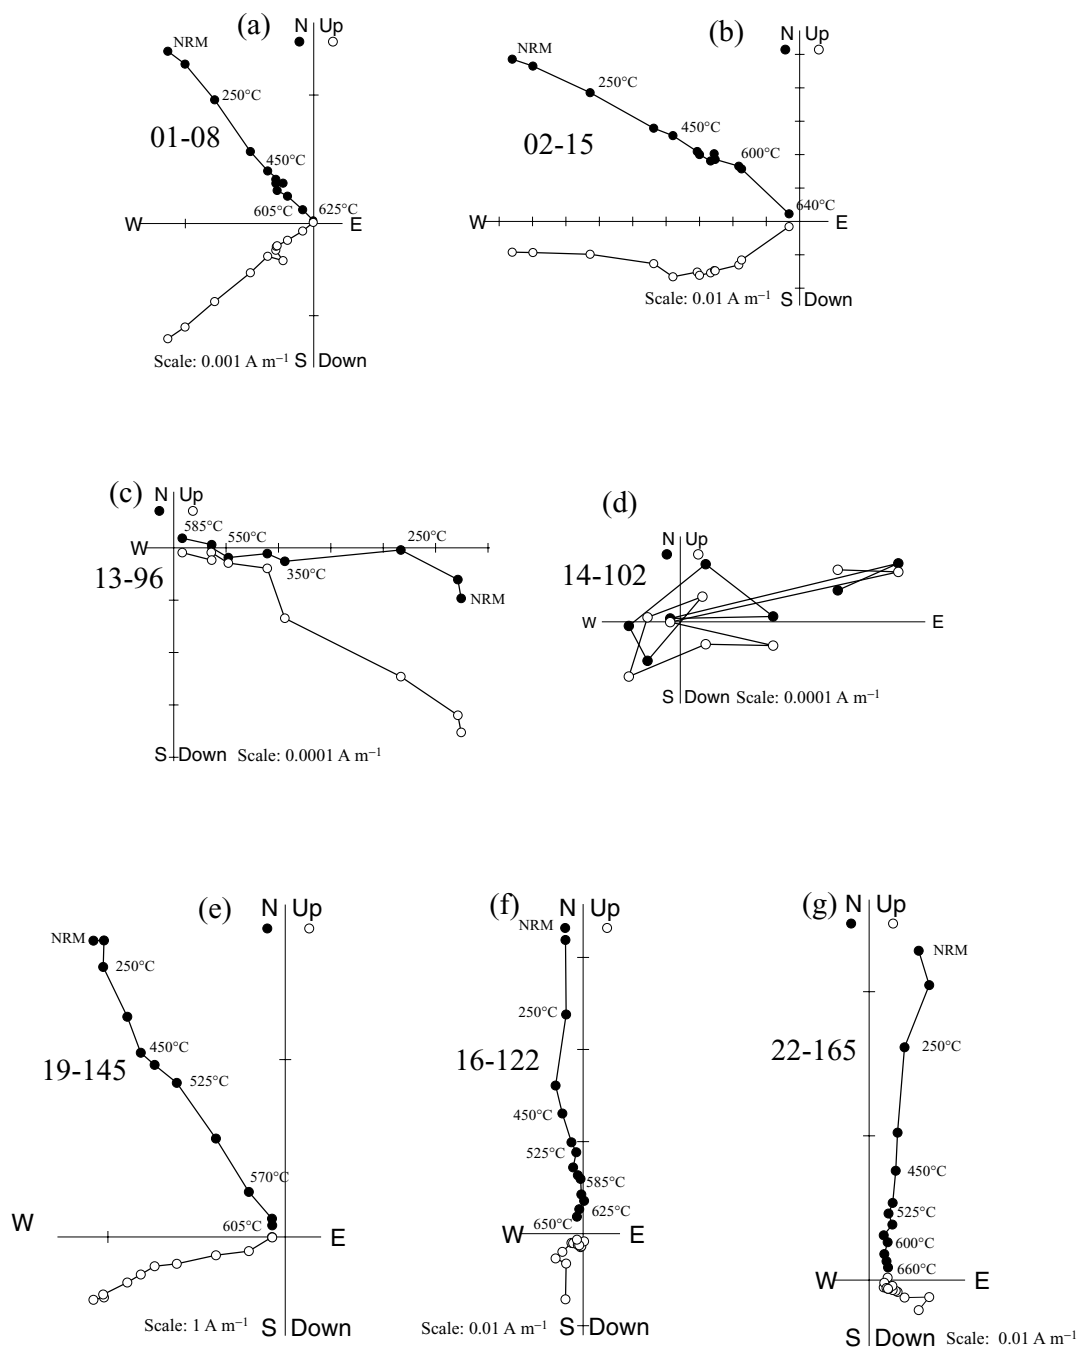 (a)
N Up
NRM
250°C
01-08
450°C
605°C
625°C
W
E
Scale: 0.001 A m⁻¹
S Down
(b)
N Up
NRM
250°C
450°C
02-15
600°C
640°C
W
E
Scale: 0.01 A m⁻¹
S Down
(c)
N Up
585°C
550°C
250°C
W
13-96
350°C
NRM
S Down
Scale: 0.0001 A m⁻¹
(d)
N Up
14-102
W
E
S Down
Scale: 0.0001 A m⁻¹
(e)
N Up
NRM
250°C
450°C
19-145
525°C
570°C
605°C
W
E
Scale: 1 A m⁻¹
S Down
(f)
N Up
NRM
250°C
16-122
450°C
525°C
585°C
625°C
650°C
W
E
Scale: 0.01 A m⁻¹
S Down
(g)
N Up
NRM
250°C
22-165
450°C
525°C
600°C
660°C
W
E
S Down
Scale: 0.01 A m⁻¹